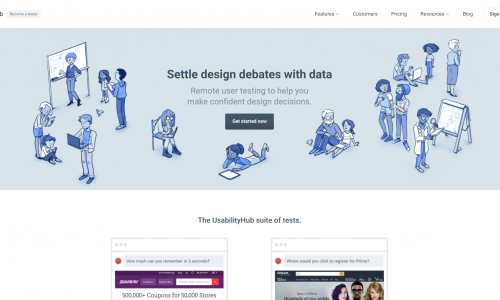 b Become a tester Features Customers Pricing Resources Blog Sign
Settle design debates with data
Remote user testing to help you
make confident design decisions.
Get started now
The UsabilityHub suite of tests.
How much can you remember in 5 seconds?
Where would you click to register for Prime?
500,000+ Coupons for 50,000 Stores